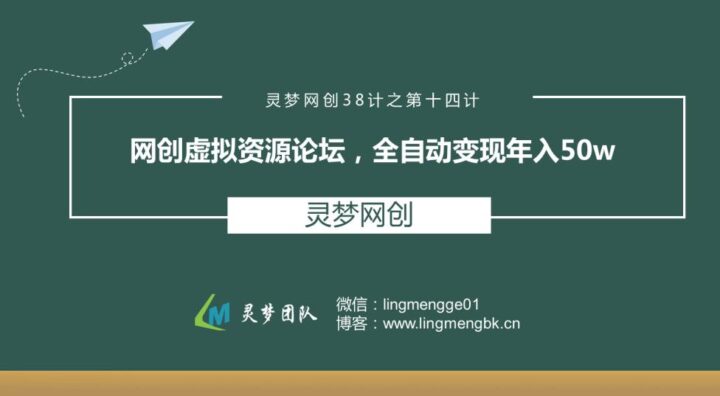 灵梦网创38计之第十四计
网创虚拟资源论坛，全自动变现年入50w
灵梦网创
LM 灵梦团队
微信：lingmengge01
博客：www.lingmengbk.cn